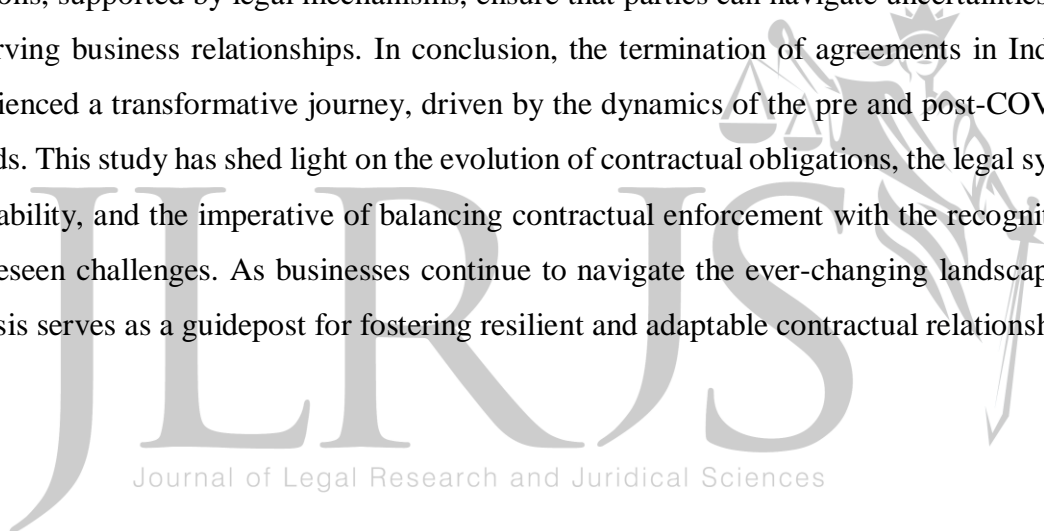 ons, supported by legal mechanisms, ensure that parties can navigate uncertainties
rving business relationships. In conclusion, the termination of agreements in Ind
ienced a transformative journey, driven by the dynamics of the pre and post-COV
ds. This study has shed light on the evolution of contractual obligations, the legal sy
ability, and the imperative of balancing contractual enforcement with the recognit
eseen challenges. As businesses continue to navigate the ever-changing landscap
sis serves as a guidepost for fostering resilient and adaptable contractual relationsh
JLRJS
Journal of Legal Research and Juridical Sciences